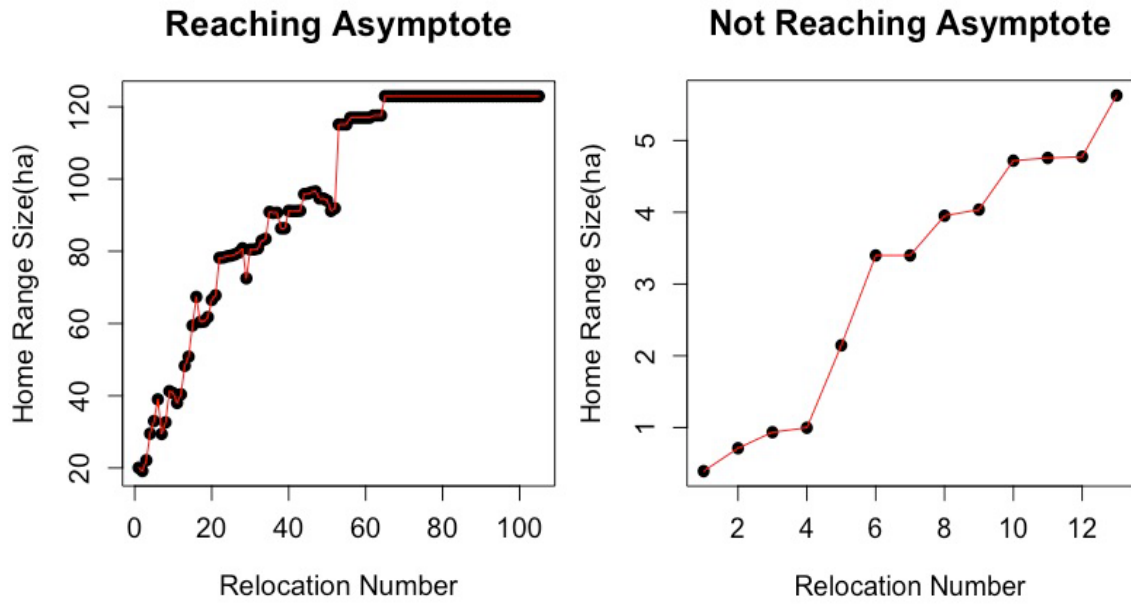 Reaching Asymptote
Home Range Size(ha)
120
100
80
60
40
20
0 20 40 60 80 100
Relocation Number
Not Reaching Asymptote
Home Range Size(ha)
5
4
3
2
1
2 4 6 8 10 12
Relocation Number